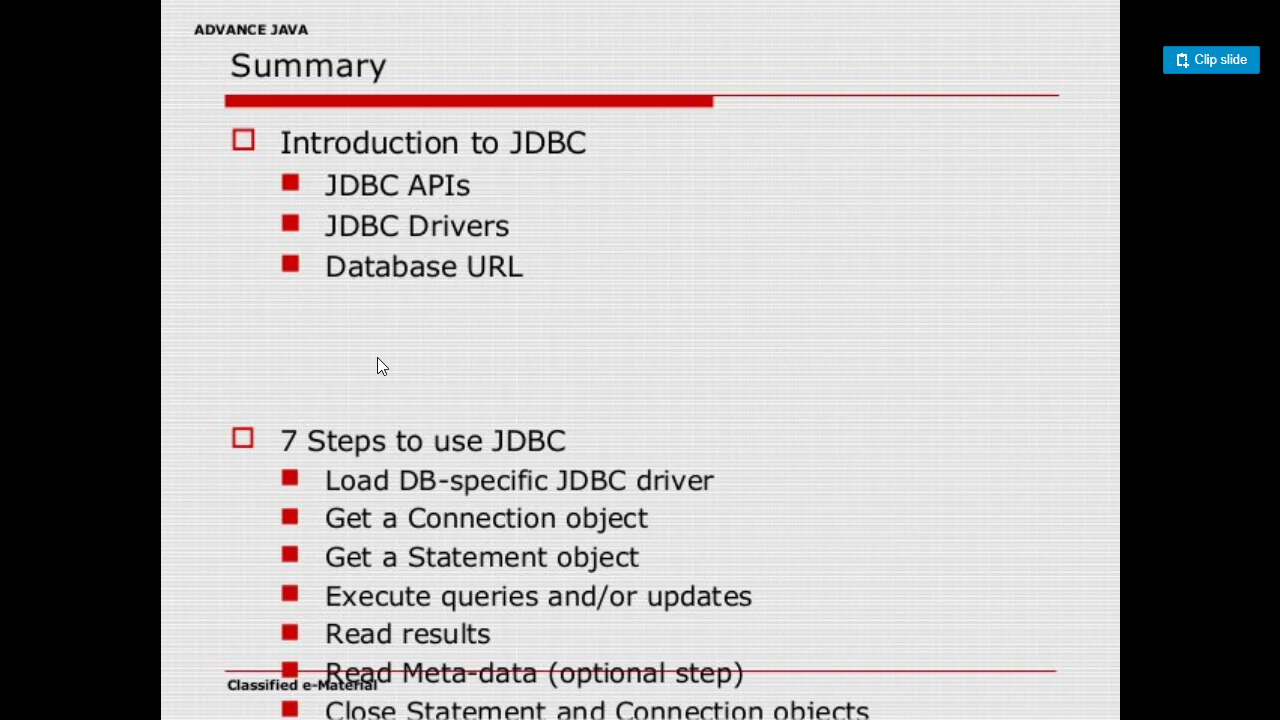 ADVANCE JAVA
Summary
Clip slide
Introduction to JDBC
JDBC APIs
JDBC Drivers
Database URL
7 Steps to use JDBC
Load DB-specific JDBC driver
Get a Connection object
Get a Statement object
Execute queries and/or updates
Read results
Read Meta-data (optional step)
Classified e-Material
Close Statement and Connection objects